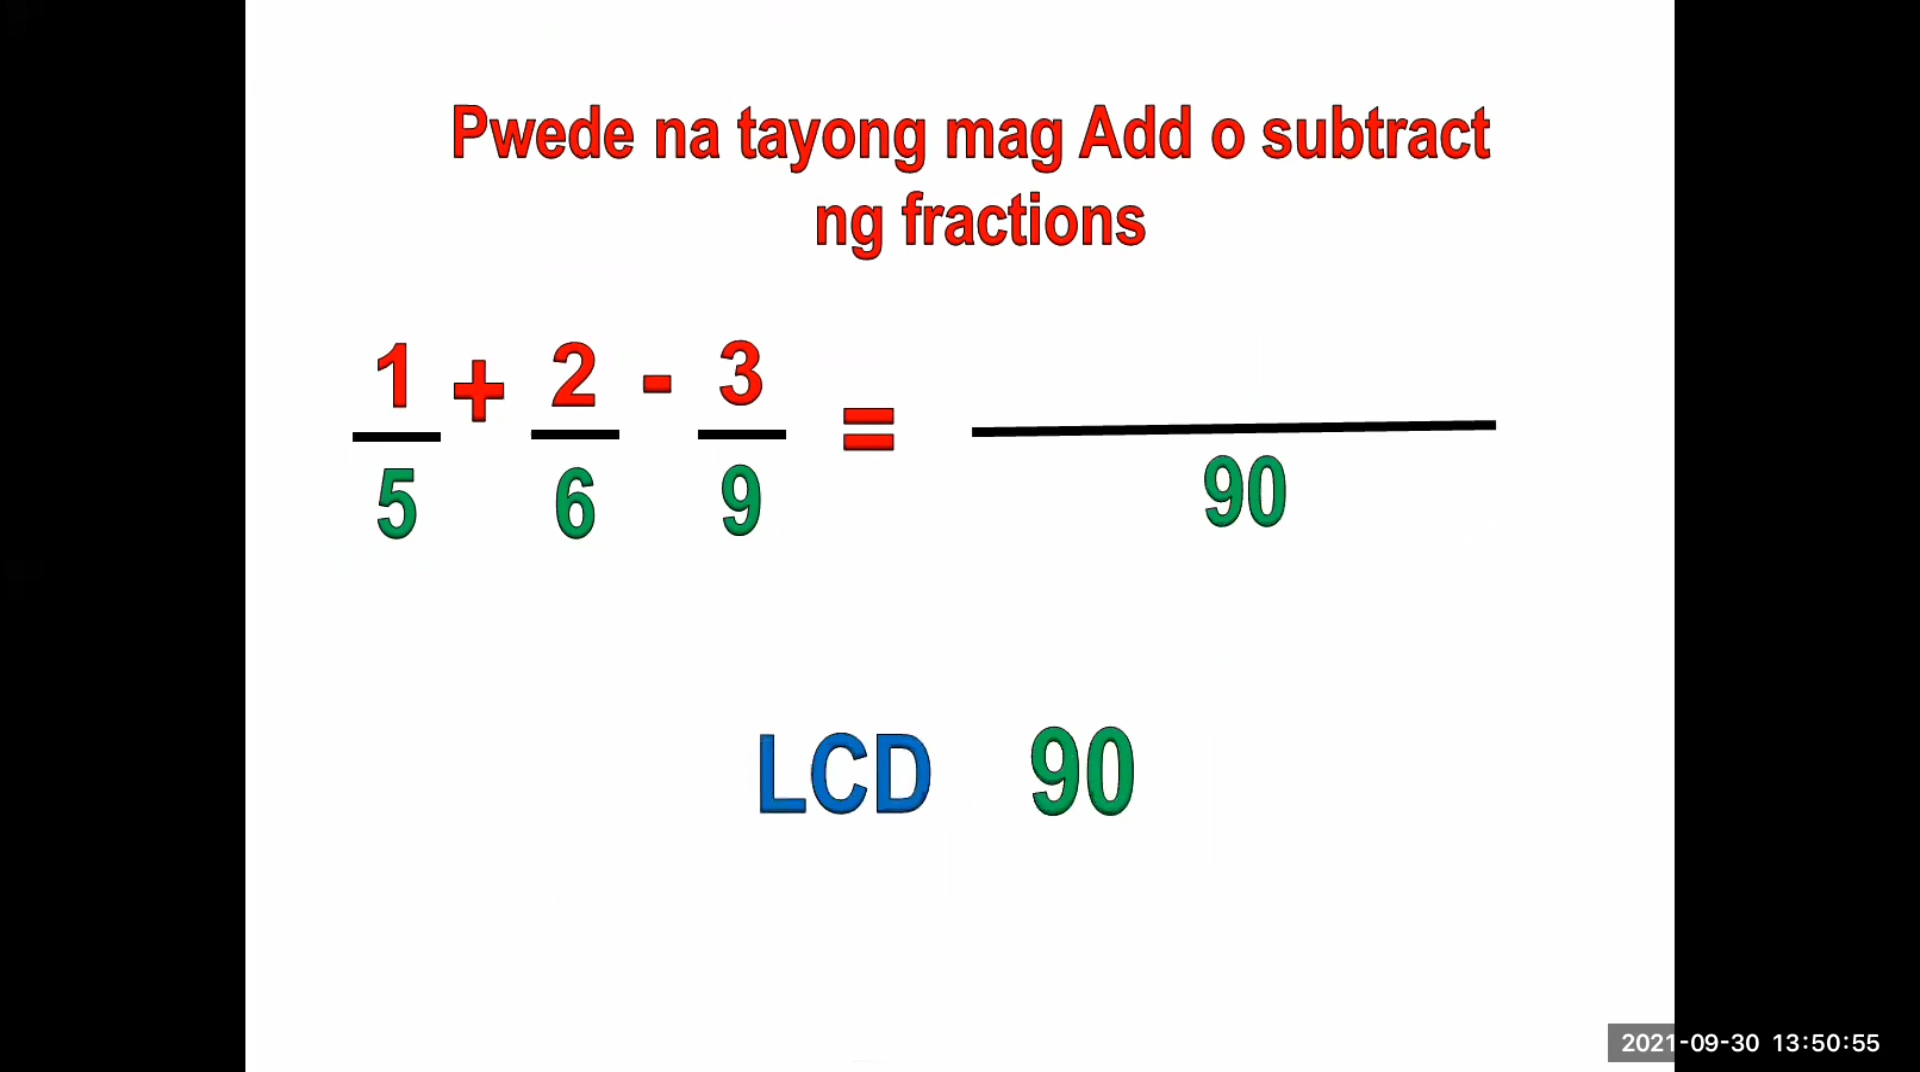 Pwede na tayong mag Add o subtract
ng fractions
1 + 2 - 3 =
5 6 9 90
LCD 90
2021-09-30 13:50:55